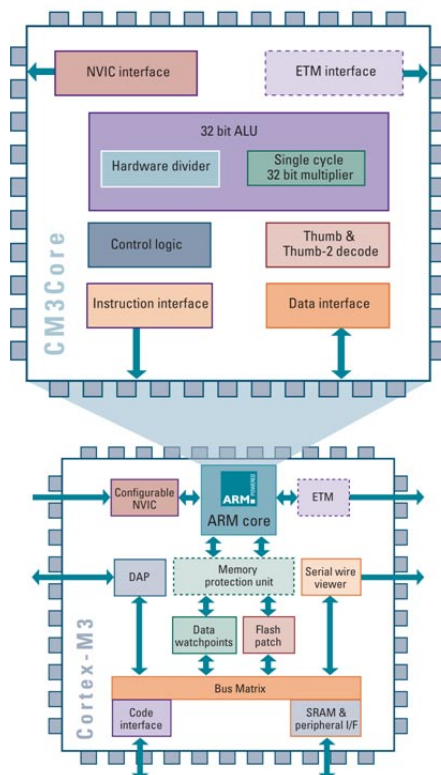 NVIC interface
ETM interface
32 bit ALU
Hardware divider
Single cycle
32 bit multiplier
Control logic
Thumb &
Thumb-2 decode
Instruction interface
Data interface
CM3Core
Configurable
NVIC
ARM
POWERED
ARM core
ETM
DAP
Memory
protection unit
Serial wire
viewer
Data
watchpoints
Flash
patch
Bus Matrix
Code
interface
SRAM &
peripheral I/F
Cortex-M3